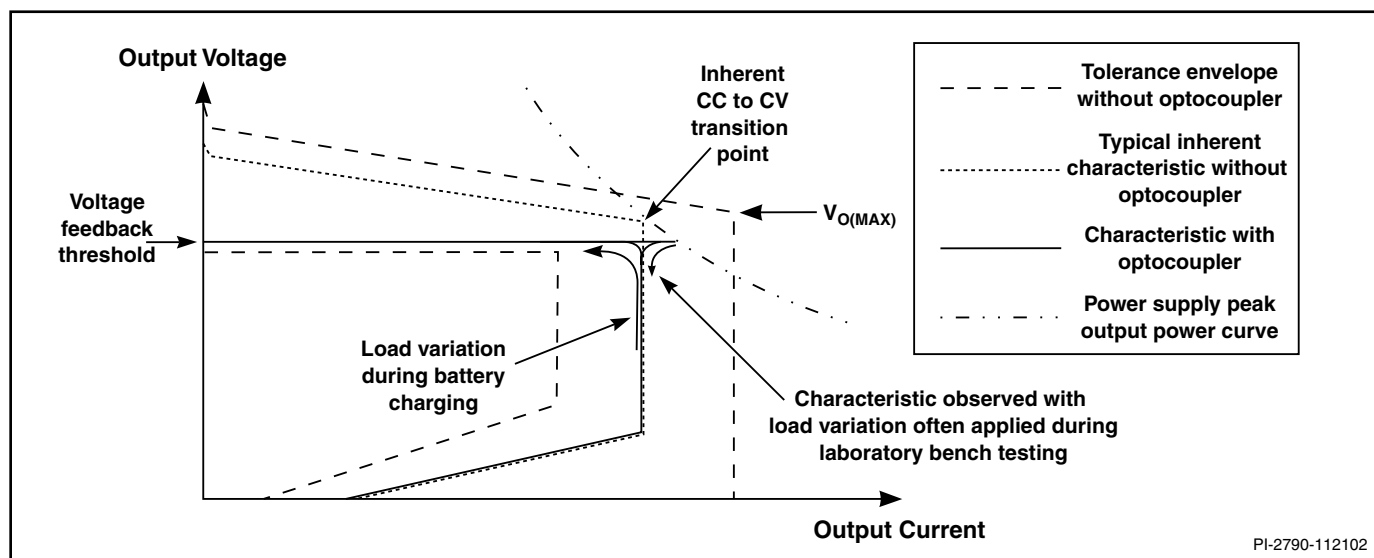 Output Voltage
Inherent
CC to CV
transition
point
Tolerance envelope
without optocoupler
Typical inherent
characteristic without
optocoupler
Characteristic with
optocoupler
Power supply peak
output power curve
Voltage
feedback
threshold
VO(MAX)
Load variation
during battery
charging
Characteristic observed with
load variation often applied during
laboratory bench testing
Output Current
PI-2790-112102